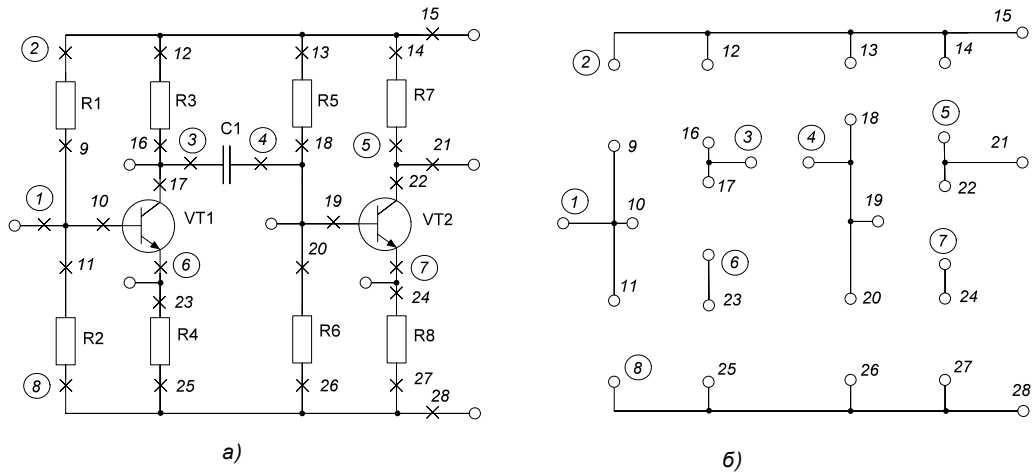 15 15
2 12 13 14 2 12 13 14
R1 R3 R5 R7
C1 5
9 16 3 4 18 5 21 9 16 3 4 18 21
17 22 17 22
1 10 VT1 19 VT2 1 10 19
11 6 20 7 11 6 7
23 24 23 20 24
R2 R4 R6 R8
8 25 26 27 28 8 25 26 27 28
а) б)